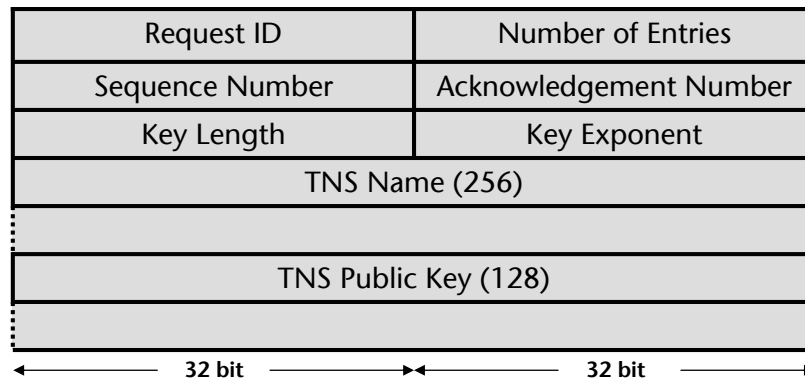 Request ID Number of Entries
Sequence Number Acknowledgement Number
Key Length Key Exponent
TNS Name (256)
TNS Public Key (128)
32 bit 32 bit